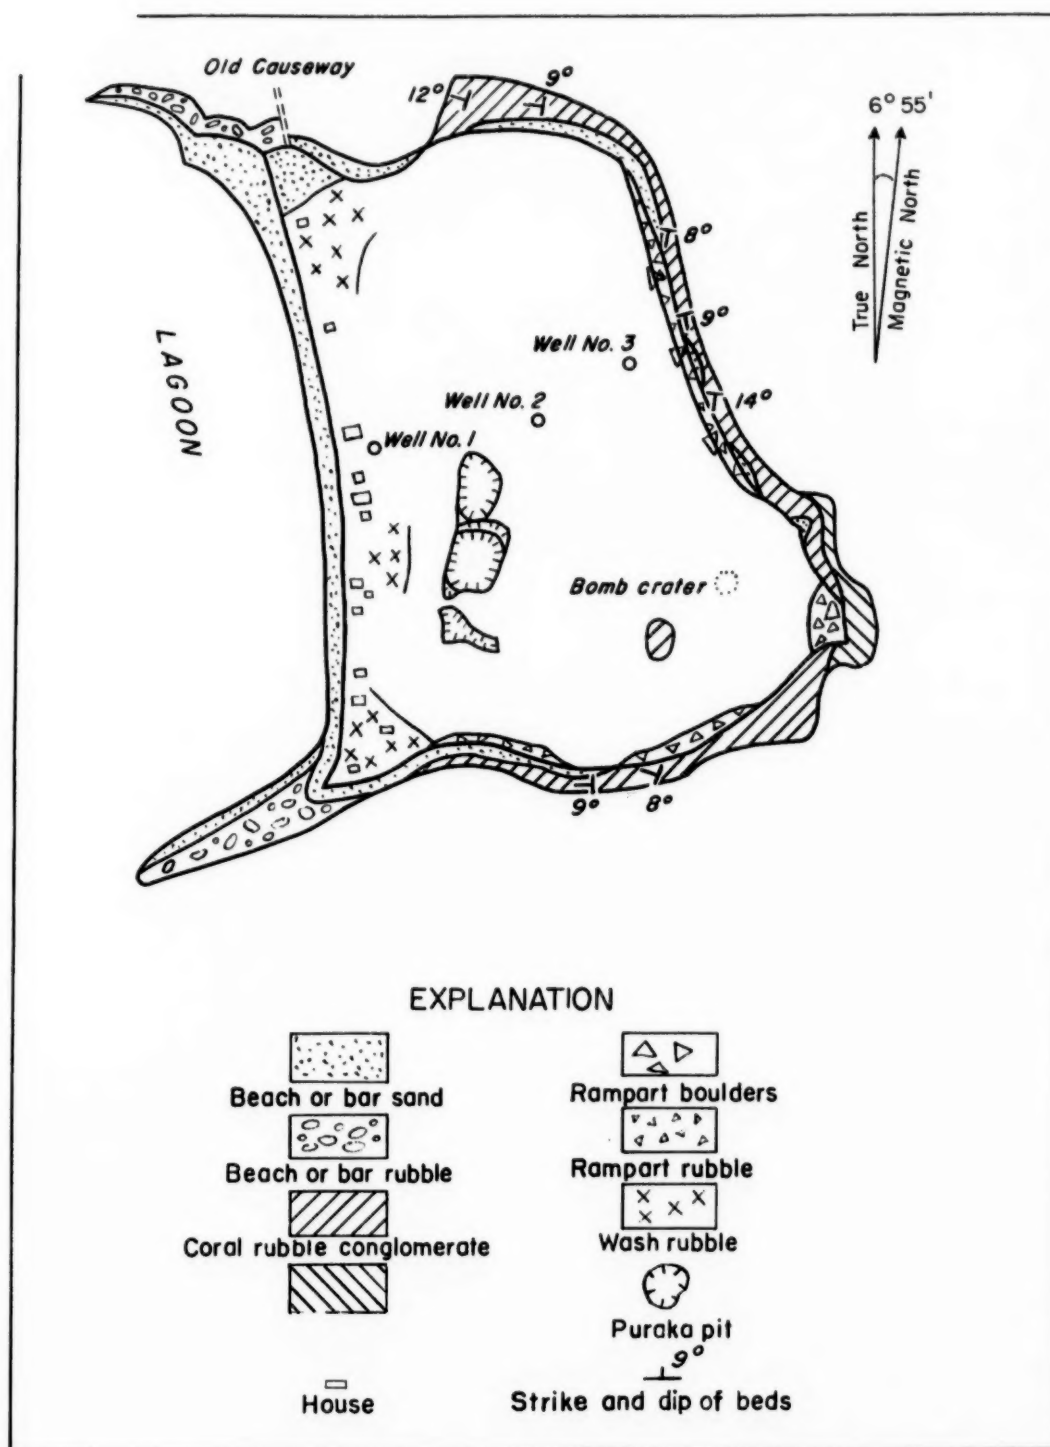 Old Causeway
12°
9°
6° 55'
True North
Magnetic North
8°
9°
Well No. 3
14°
Well No. 2
LAGOON
Well No. 1
Bomb crater
9°
8°
EXPLANATION
Beach or bar sand
Rampart boulders
Beach or bar rubble
Rampart rubble
Coral rubble conglomerate
Wash rubble
Puraka pit
9°
House
Strike and dip of beds